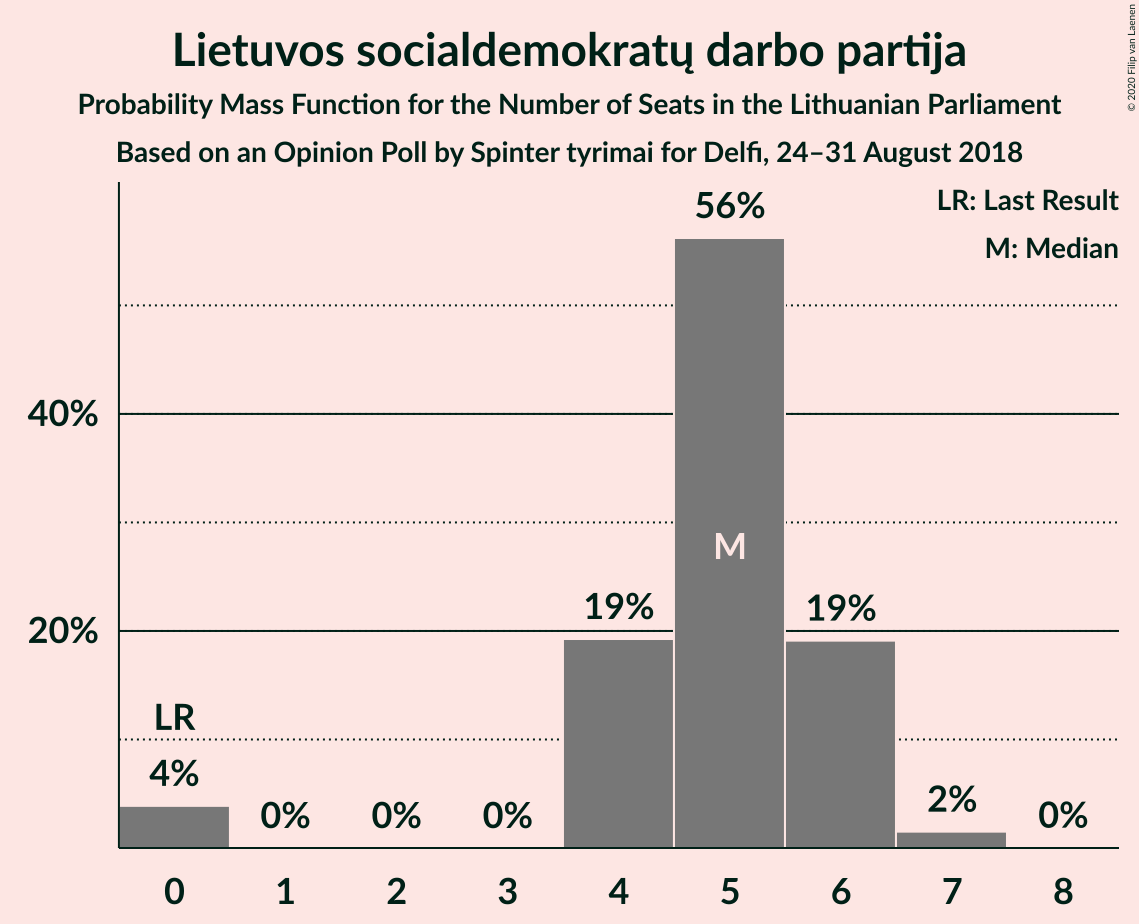 Lietuvos socialdemokratų darbo partija
Probability Mass Function for the Number of Seats in the Lithuanian Parliament
Based on an Opinion Poll by Spinter tyrimai for Delfi, 24–31 August 2018
© 2020 Filip van Laenen
LR: Last Result
M: Median
56%
40%
M
19%
19%
20%
LR
4%
0%
0%
0%
2%
0%
0 1 2 3 4 5 6 7 8